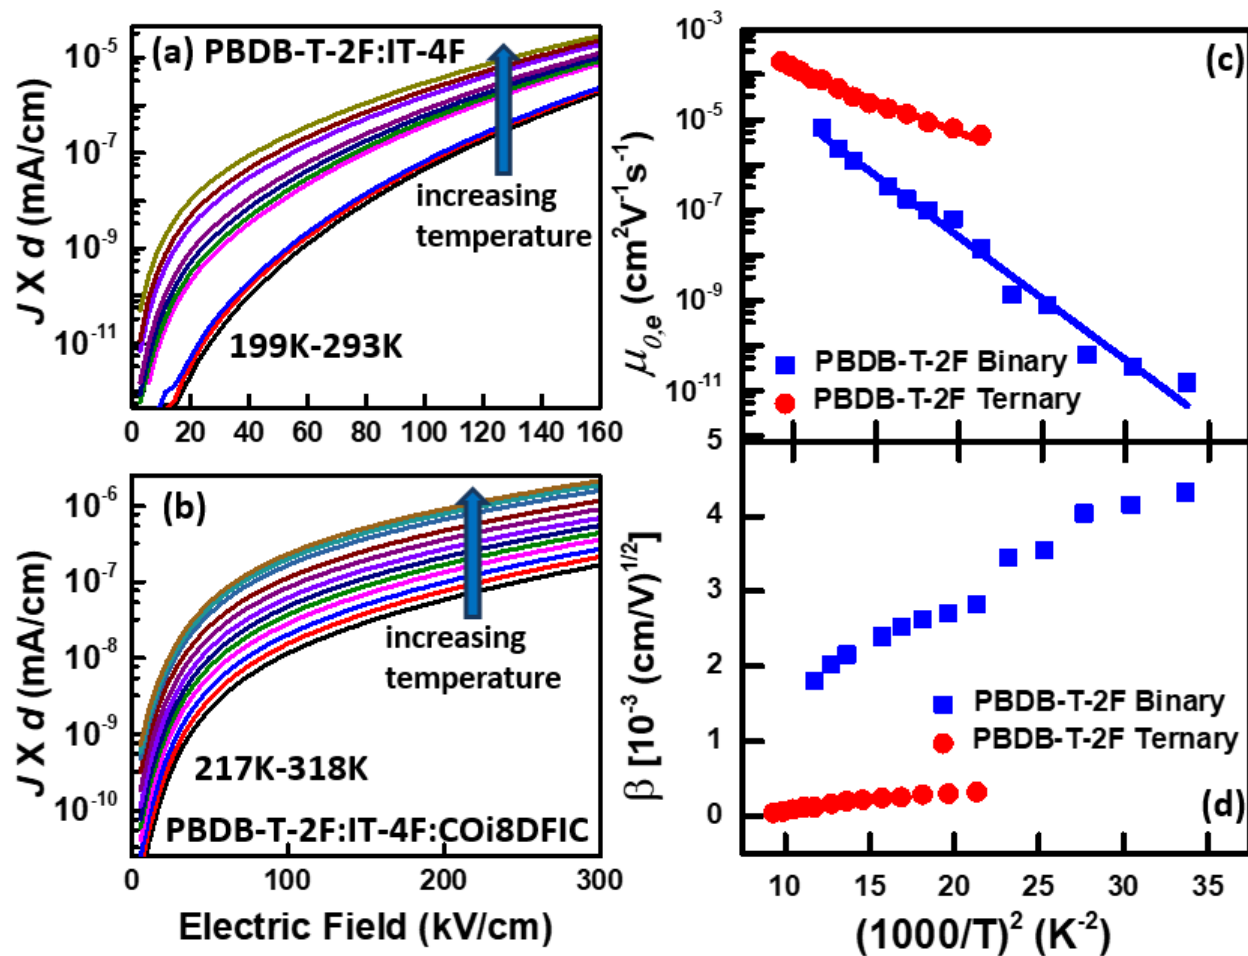 (a) PBDB-T-2F:IT-4F
10⁻⁵
10⁻⁷
10⁻⁹
10⁻¹¹
J X d (mA/cm)
increasing
temperature
199K-293K
0 20 40 60 80 100 120 140 160
(b)
10⁻⁶
10⁻⁷
10⁻⁸
10⁻⁹
10⁻¹⁰
J X d (mA/cm)
increasing
temperature
217K-318K
PBDB-T-2F:IT-4F:COi8DFIC
0 100 200 300
Electric Field (kV/cm)
(c)
10⁻³
10⁻⁵
10⁻⁷
10⁻⁹
10⁻¹¹
μ₀,ₑ (cm²V⁻¹s⁻¹)
PBDB-T-2F Binary
PBDB-T-2F Ternary
5
4
3
2
1
0
β [10⁻³ (cm/V)¹ᐟ²]
PBDB-T-2F Binary
PBDB-T-2F Ternary
(d)
10 15 20 25 30 35
(1000/T)² (K⁻²)